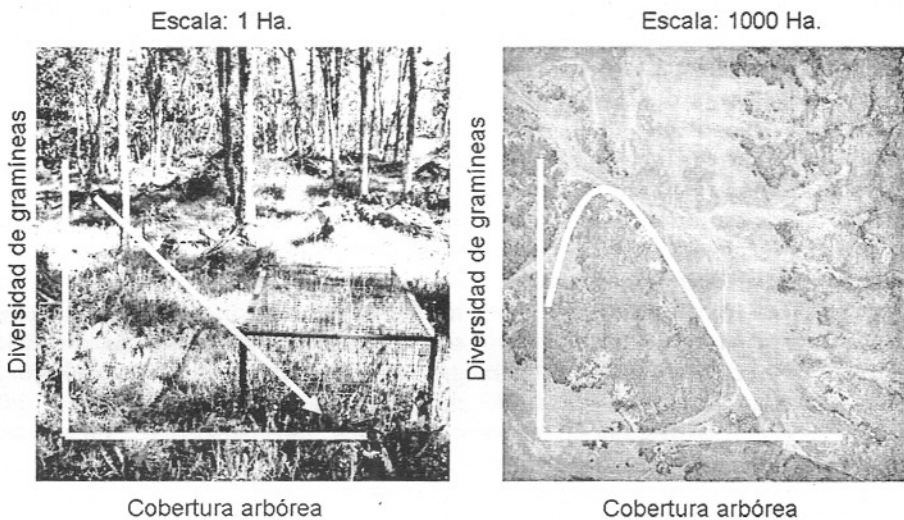 Escala: 1 Ha.
Escala: 1000 Ha.
Diversidad de gramíneas
Diversidad de gramíneas
Cobertura arbórea
Cobertura arbórea